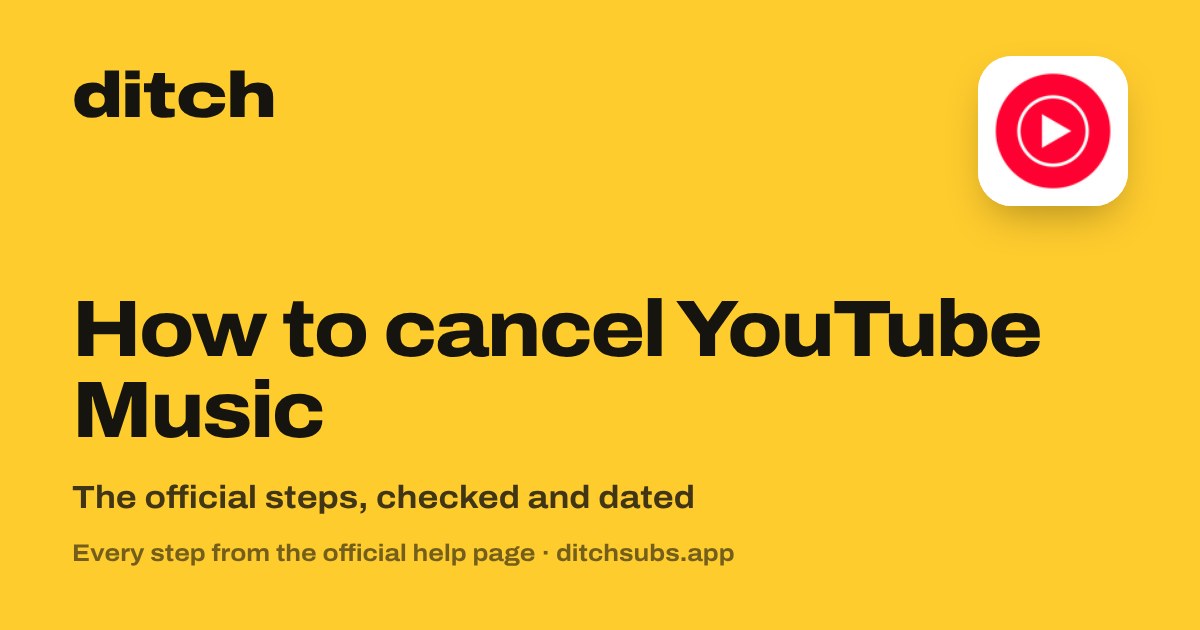 ditch
How to cancel YouTube
Music
The official steps, checked and dated
Every step from the official help page · ditchsubs.app